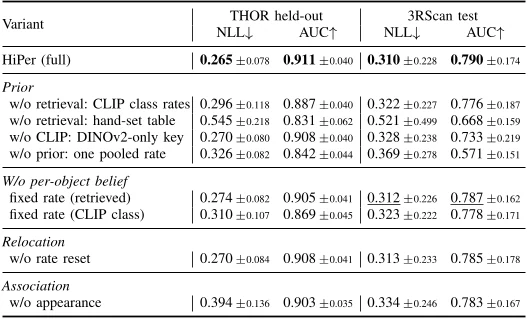 Variant THOR held-out 3RScan test
NLL↓ AUC↑ NLL↓ AUC↑
HiPer (full) 0.265 ±0.078 0.911 ±0.040 0.310 ±0.228 0.790 ±0.174
Prior
w/o retrieval: CLIP class rates 0.296 ±0.118 0.887 ±0.040 0.322 ±0.227 0.776 ±0.187
w/o retrieval: hand-set table 0.545 ±0.218 0.831 ±0.062 0.521 ±0.499 0.668 ±0.159
w/o CLIP: DINOv2-only key 0.270 ±0.080 0.908 ±0.040 0.328 ±0.238 0.733 ±0.219
w/o prior: one pooled rate 0.326 ±0.082 0.842 ±0.044 0.369 ±0.278 0.571 ±0.151
W/o per-object belief
fixed rate (retrieved) 0.274 ±0.082 0.905 ±0.041 0.312 ±0.226 0.787 ±0.162
fixed rate (CLIP class) 0.310 ±0.107 0.869 ±0.045 0.323 ±0.222 0.778 ±0.171
Relocation
w/o rate reset 0.270 ±0.084 0.908 ±0.041 0.313 ±0.233 0.785 ±0.178
Association
w/o appearance 0.394 ±0.136 0.903 ±0.035 0.334 ±0.246 0.783 ±0.167